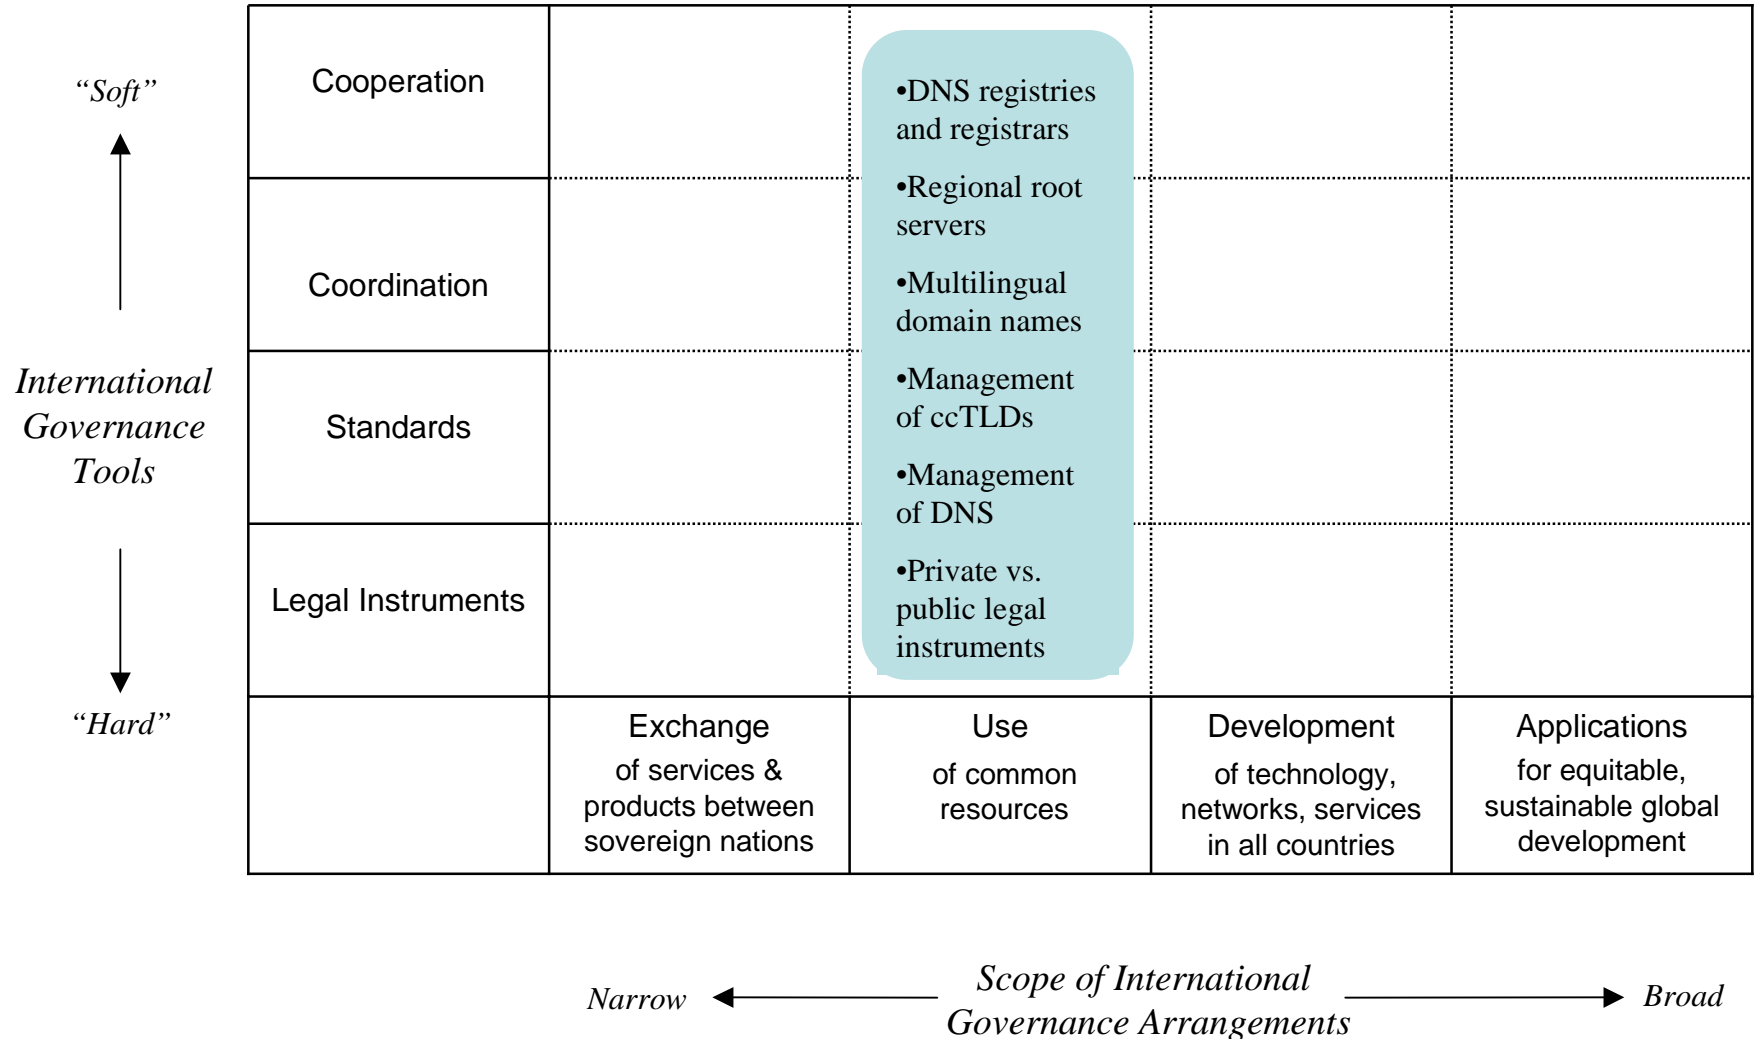 “Soft”
International
Governance
Tools
“Hard”
Cooperation
Coordination
Standards
Legal Instruments
•DNS registries
and registrars
•Regional root
servers
•Multilingual
domain names
•Management
of ccTLDs
•Management
of DNS
•Private vs.
public legal
instruments
Exchange
of services &
products between
sovereign nations
Use
of common
resources
Development
of technology,
networks, services
in all countries
Applications
for equitable,
sustainable global
development
Narrow
Scope of International
Governance Arrangements
Broad